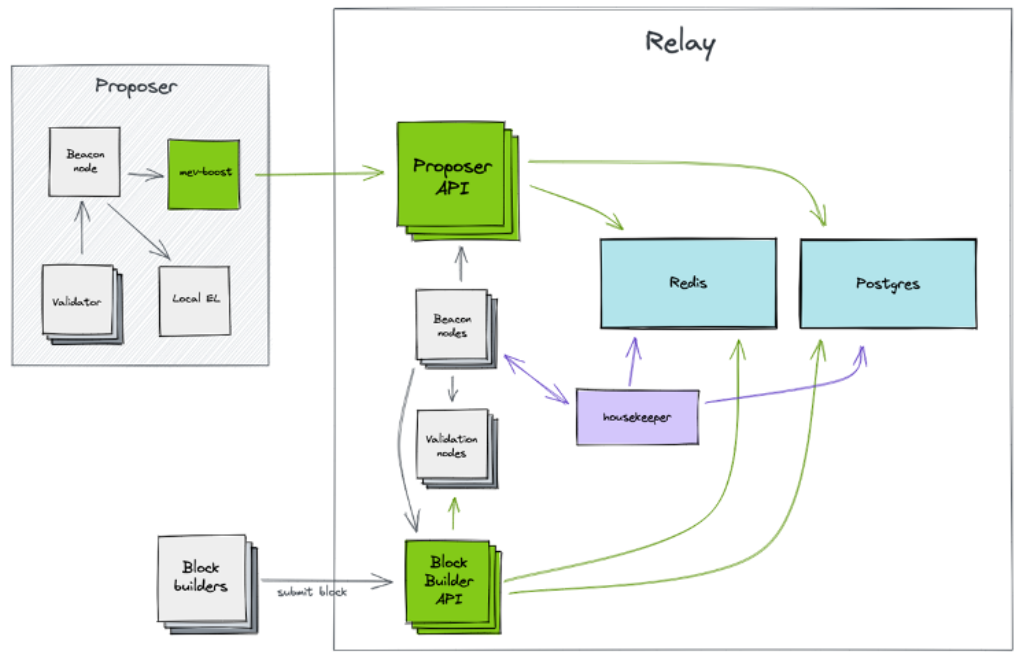 Relay
Proposer
Beacon
node
mev-boost
Validator
Local EL
Proposer
API
Beacon
nodes
Redis
Postgres
housekeeper
Validation
nodes
Block
builders
submit block
Block
Builder
API